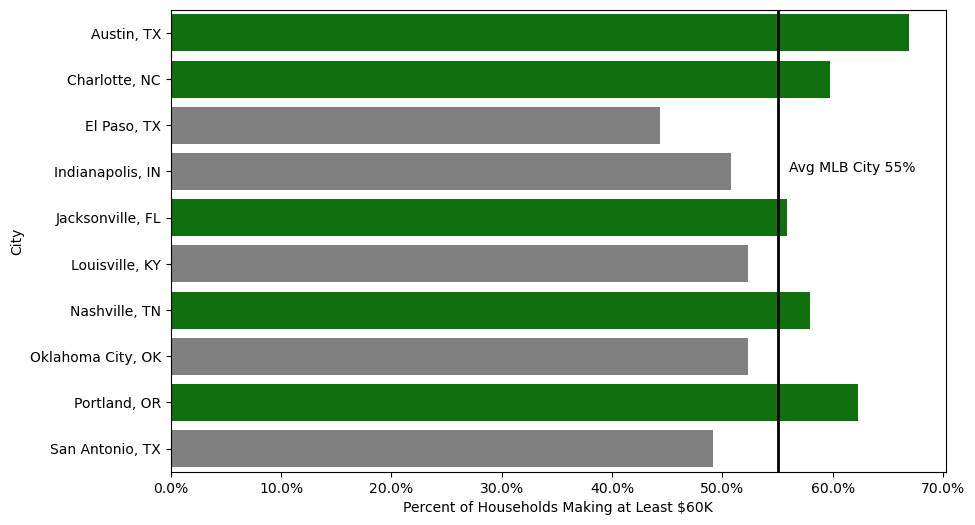 Austin, TX
Charlotte, NC
El Paso, TX
Indianapolis, IN
Avg MLB City 55%
Jacksonville, FL
City
Louisville, KY
Nashville, TN
Oklahoma City, OK
Portland, OR
San Antonio, TX
0.0% 10.0% 20.0% 30.0% 40.0% 50.0% 60.0% 70.0%
Percent of Households Making at Least $60K